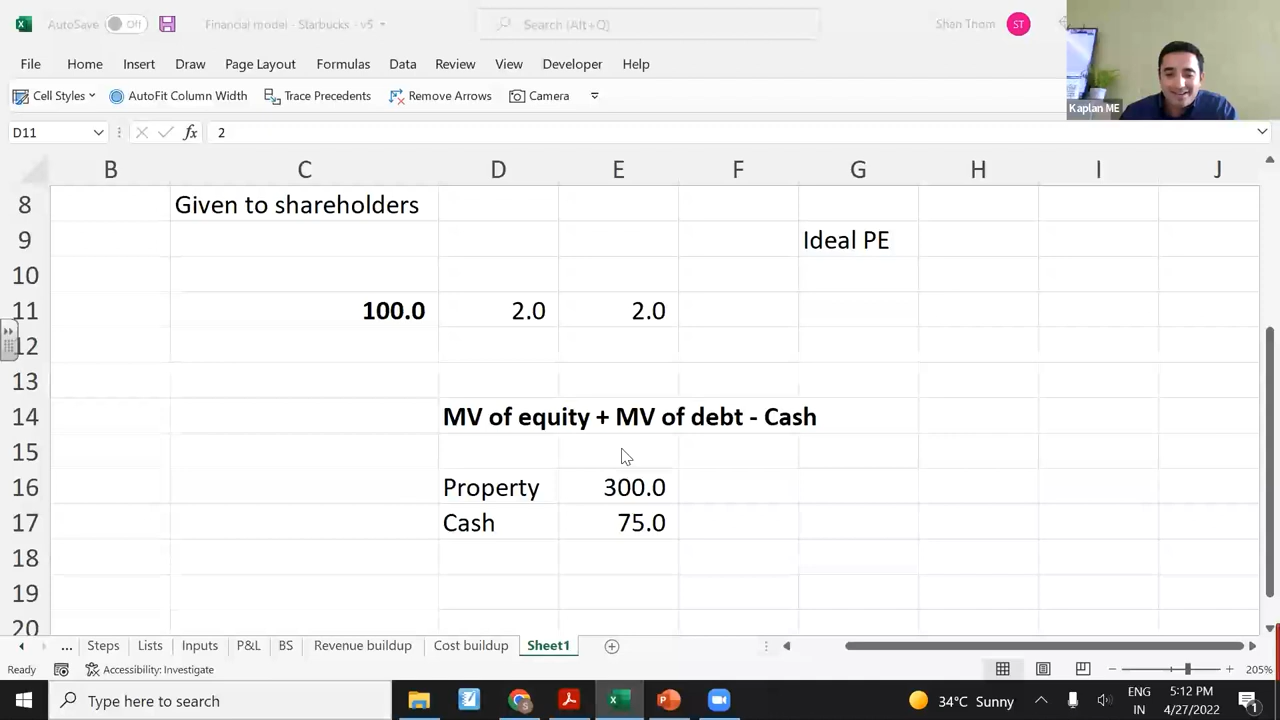 AutoSave Off Financial model - Starbucks - v5 Search (Alt+Q) Shan Thom ST
File Home Insert Draw Page Layout Formulas Data Review View Developer Help
Cell Styles AutoFit Column Width Trace Precedents Remove Arrows Camera
Kaplan ME
D11 fx 2
B C D E F G H I J
8 Given to shareholders
9 Ideal PE
10
11 100.0 2.0 2.0
12
13
14 MV of equity + MV of debt - Cash
15
16 Property 300.0
17 Cash 75.0
18
19
20
... Steps Lists Inputs P&L BS Revenue buildup Cost buildup Sheet1
Ready Accessibility: Investigate 205%
Type here to search 34°C Sunny ENG IN 5:12 PM 4/27/2022 1